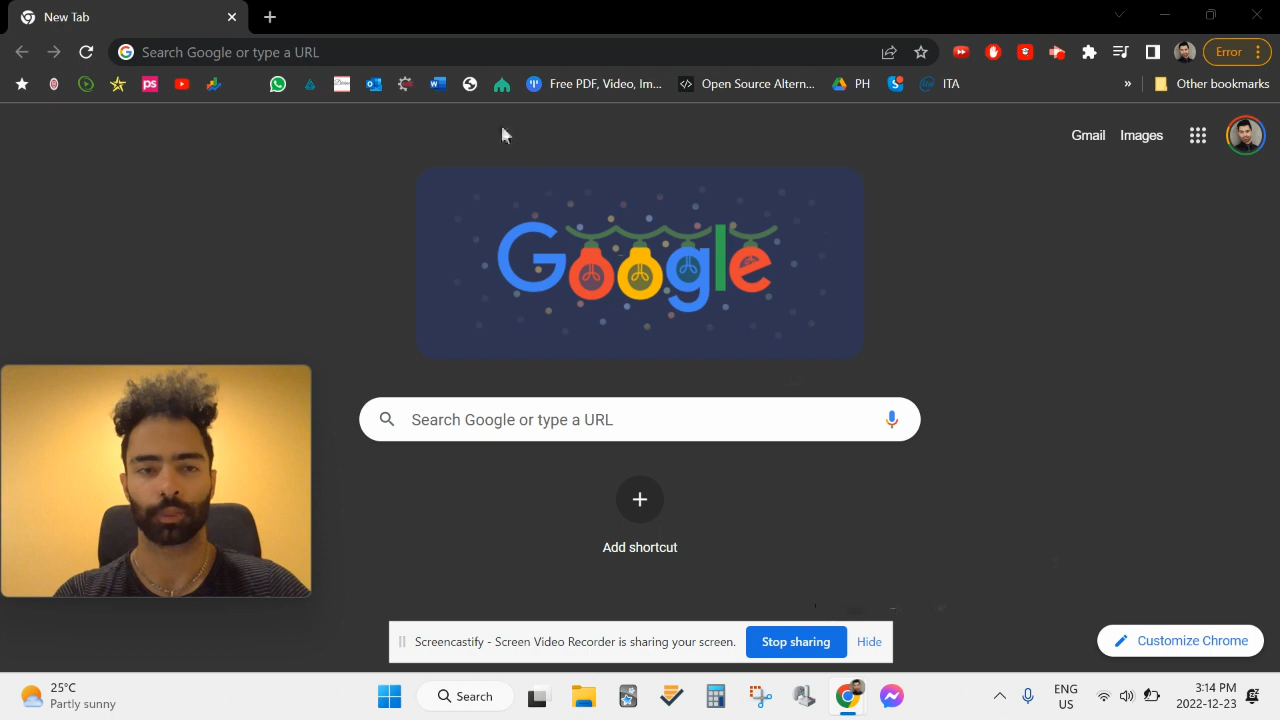 New Tab
Search Google or type a URL
Error
ps
Free PDF, Video, Im...
Open Source Altern...
PH
ITA
»
Other bookmarks
Gmail
Images
Google
Search Google or type a URL
Add shortcut
Screencastify - Screen Video Recorder is sharing your screen.
Stop sharing
Hide
Customize Chrome
25°C
Partly sunny
Search
ENG
US
3:14 PM
2022-12-23